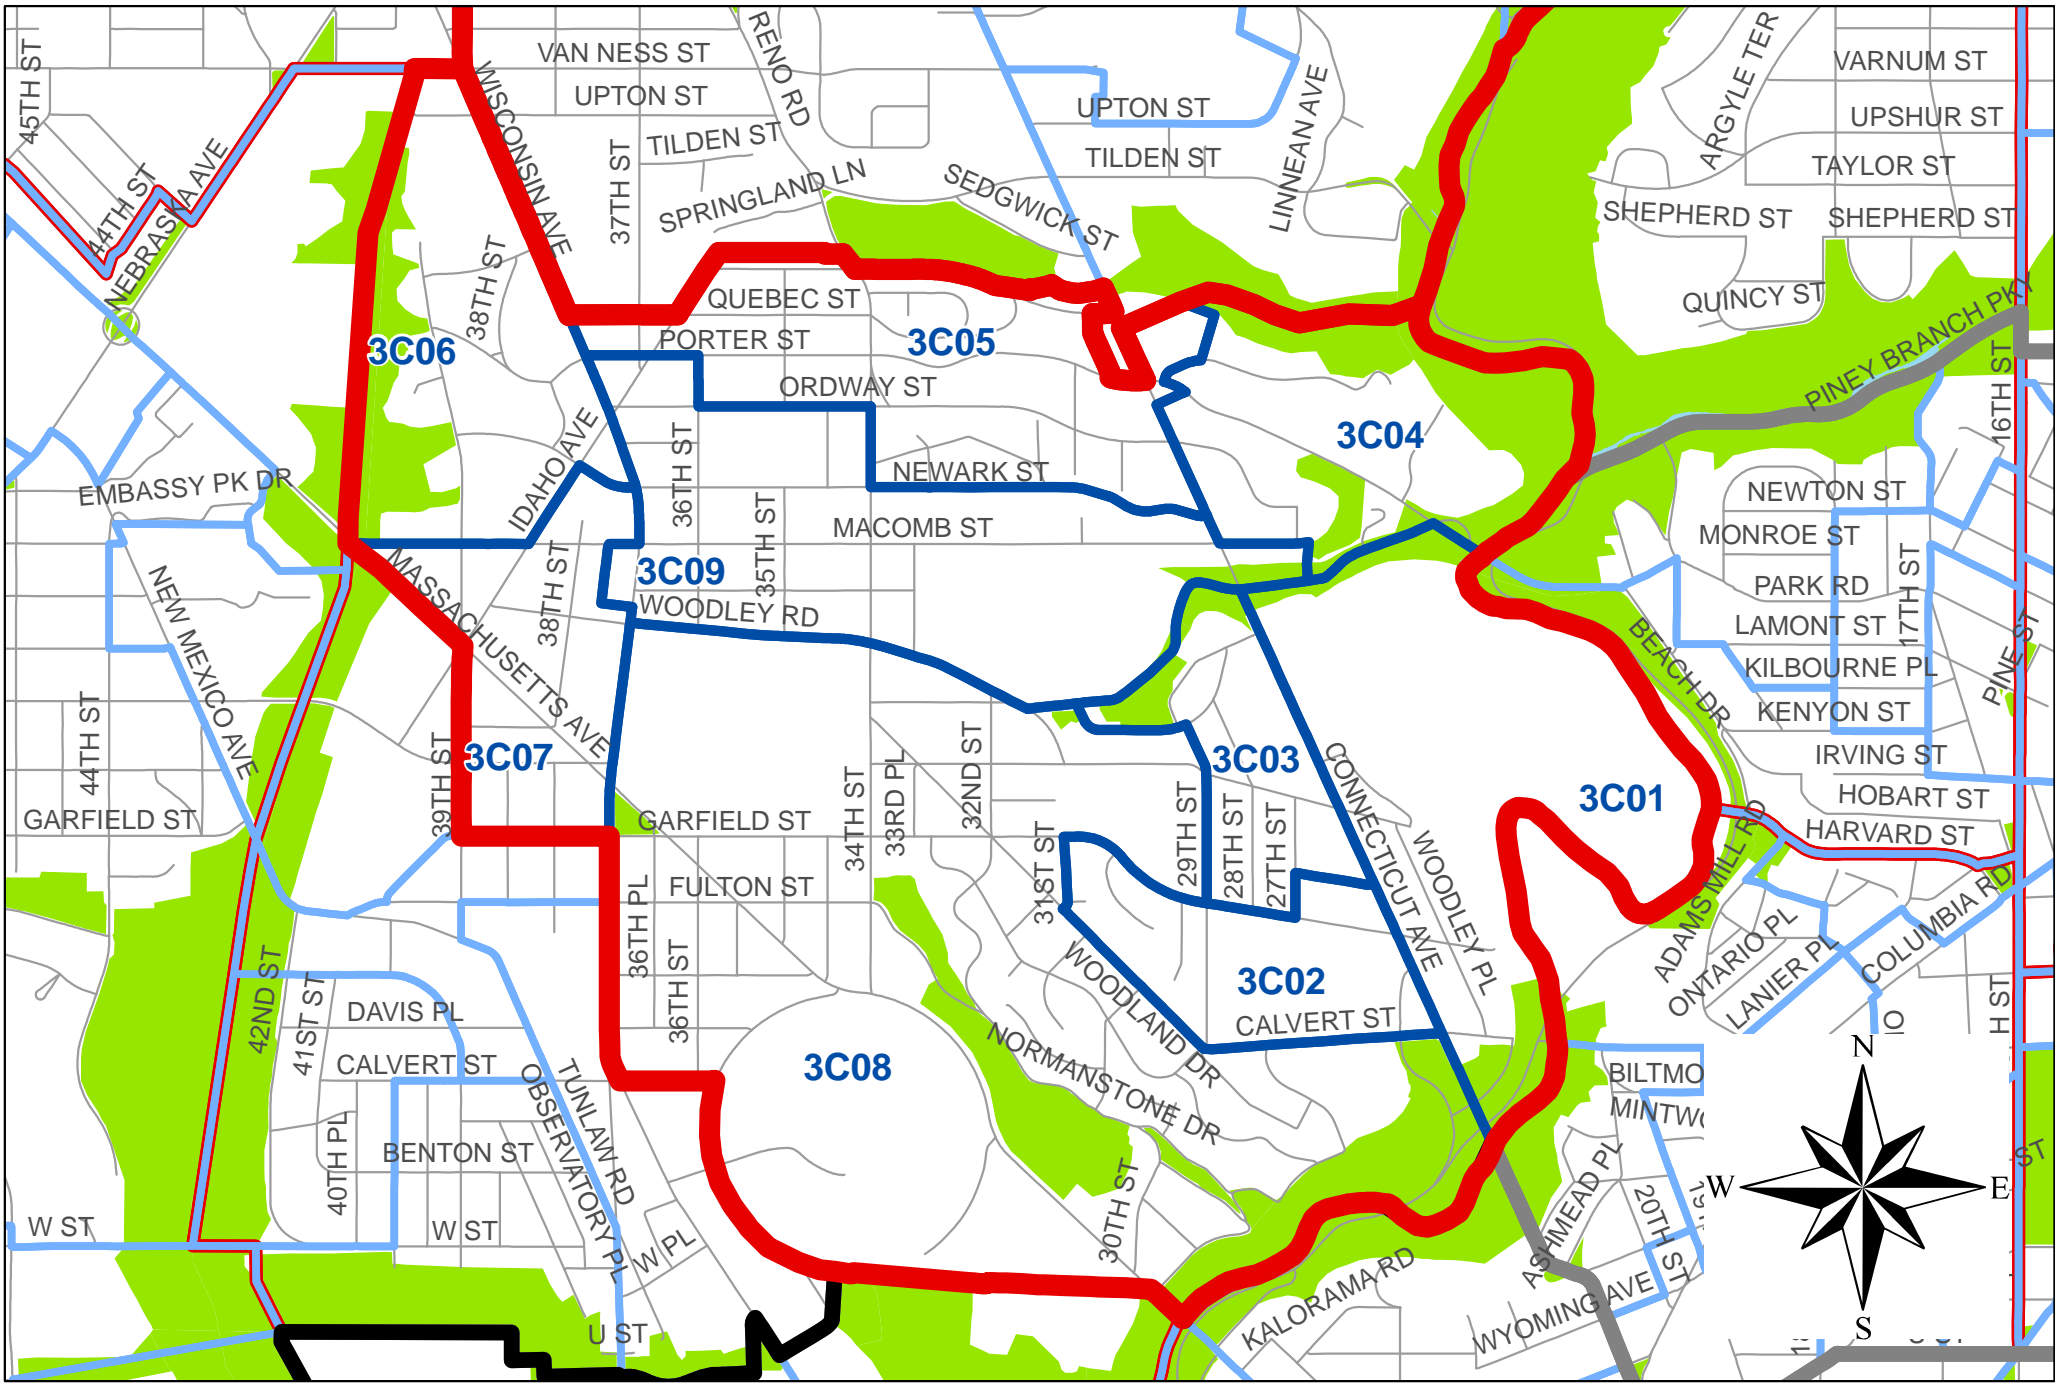 45TH ST
VAN NESS ST
RENO RD
ARGYLE TER
VARNUM ST
WISCONSIN AVE
UPTON ST
UPTON ST
LINNEAN AVE
UPSHUR ST
44TH ST
NEBRASKA AVE
37TH ST
TILDEN ST
TILDEN ST
TAYLOR ST
SPRINGLAND LN
SEDGWICK ST
SHEPHERD ST
SHEPHERD ST
38TH ST
QUEBEC ST
QUINCY ST
PINEY BRANCH PKY
3C06
PORTER ST
3C05
ORDWAY ST
16TH ST
IDAHO AVE
3C04
36TH ST
NEWARK ST
EMBASSY PK DR
NEWTON ST
35TH ST
MACOMB ST
MONROE ST
MASSACHUSETTS AVE
38TH ST
3C09
17TH ST
PARK RD
NEW MEXICO AVE
WOODLEY RD
LAMONT ST
BEACH DR
KILBOURNE PL
PINE ST
44TH ST
KENYON ST
39TH ST
3C07
32ND ST
3C03
CONNECTICUT AVE
IRVING ST
3C01
HOBART ST
GARFIELD ST
GARFIELD ST
34TH ST
33RD PL
31ST ST
29TH ST
28TH ST
27TH ST
WOODLEY PL
HARVARD ST
ADAMS MILL RD
FULTON ST
36TH PL
COLUMBIA RD
ONTARIO PL
LANIER PL
42ND ST
41ST ST
36TH ST
WOODLAND DR
3C02
DAVIS PL
CALVERT ST
H ST
IO
NORMANSTONE DR
N
CALVERT ST
OBSERVATORY PL
TUNLAW RD
3C08
BILTMO
MINTWO
40TH PL
BENTON ST
ST
30TH ST
ASHMEAD PL
20TH ST
W
E
W ST
W ST
W PL
KALORAMA RD
WYOMING AVE
U ST
S